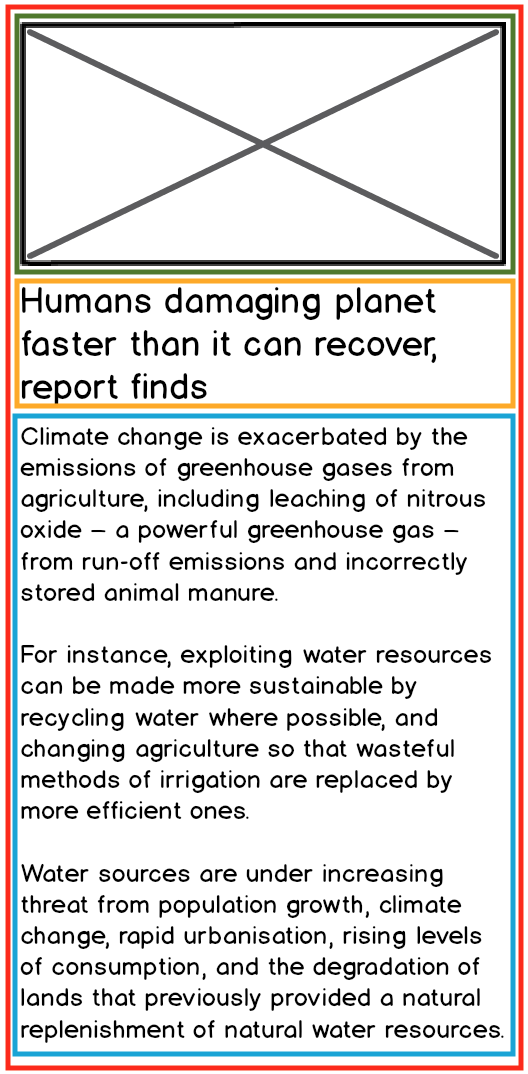 Humans damaging planet
faster than it can recover,
report finds
Climate change is exacerbated by the
emissions of greenhouse gases from
agriculture, including leaching of nitrous
oxide – a powerful greenhouse gas –
from run-off emissions and incorrectly
stored animal manure.
For instance, exploiting water resources
can be made more sustainable by
recycling water where possible, and
changing agriculture so that wasteful
methods of irrigation are replaced by
more efficient ones.
Water sources are under increasing
threat from population growth, climate
change, rapid urbanisation, rising levels
of consumption, and the degradation of
lands that previously provided a natural
replenishment of natural water resources.